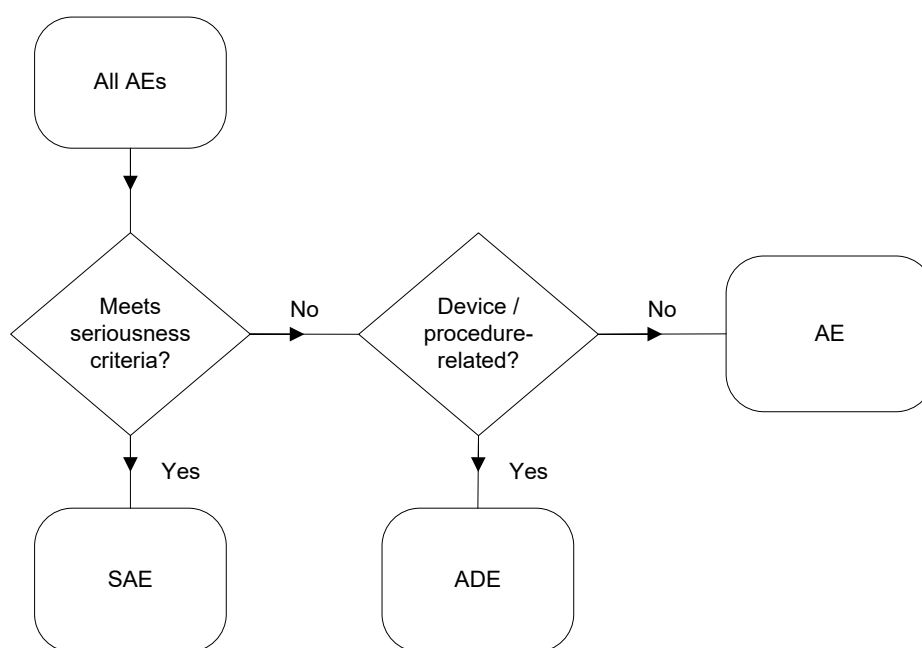 All AEs
Meets
seriousness
criteria?
No
Device /
procedure-
related?
No
AE
Yes
Yes
SAE
ADE